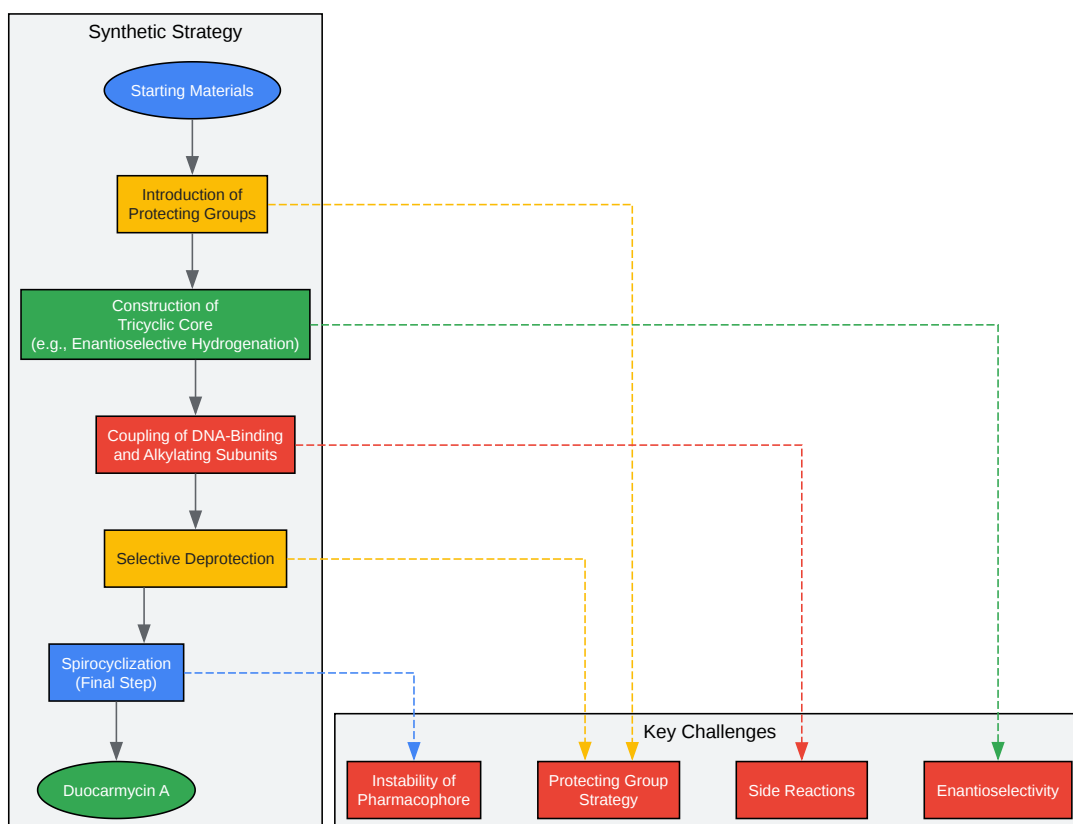 Synthetic Strategy
Starting Materials
Introduction of
Protecting Groups
Construction of
Tricyclic Core
(e.g., Enantioselective Hydrogenation)
Coupling of DNA-Binding
and Alkylating Subunits
Selective Deprotection
Spirocyclization
(Final Step)
Duocarmycin A
Key Challenges
Instability of
Pharmacophore
Protecting Group
Strategy
Side Reactions
Enantioselectivity